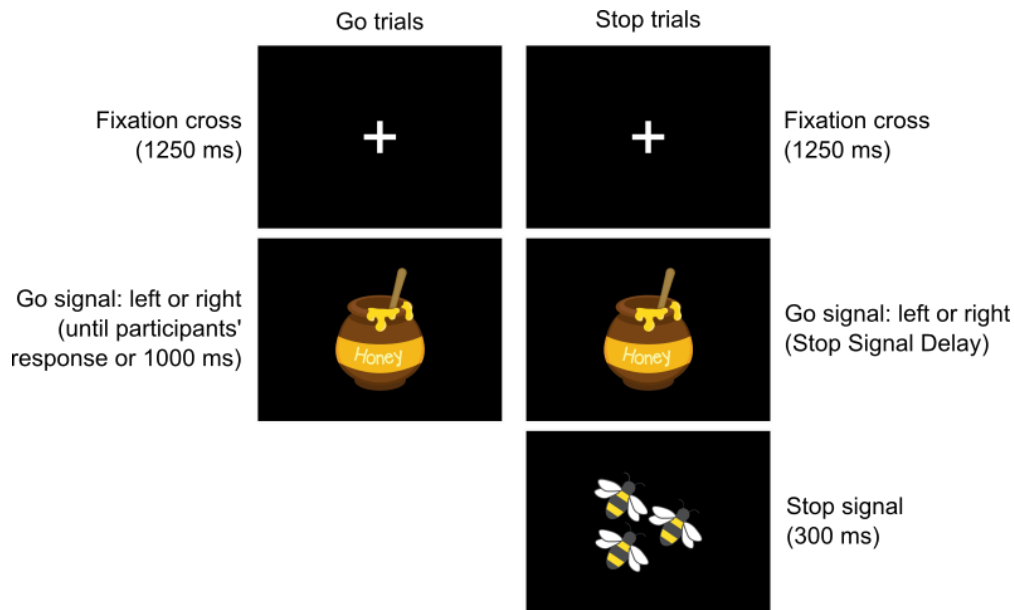 Go trials
Stop trials
Fixation cross
(1250 ms)
Fixation cross
(1250 ms)
Go signal: left or right
(until participants'
response or 1000 ms)
Honey
Honey
Go signal: left or right
(Stop Signal Delay)
Stop signal
(300 ms)